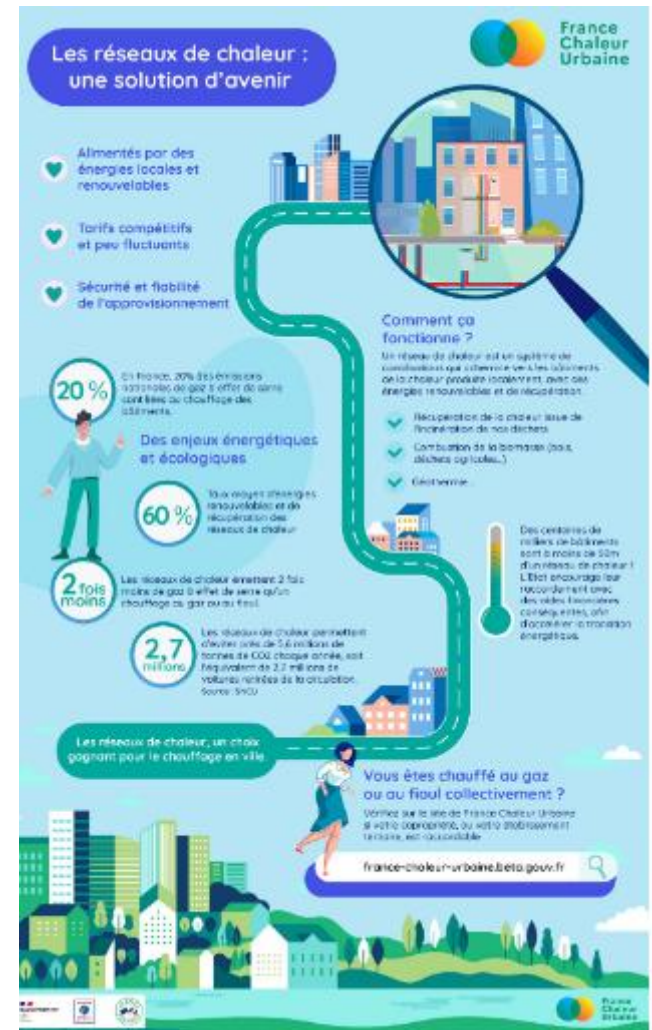 Les réseaux de chaleur :
une solution d'avenir
France
Chaleur
Urbaine
Alimentés par des
énergies locales et
renouvelables
Tarifs compétitifs
et peu fluctuants
Sécurité et fiabilité
de l'approvisionnement
Comment ça
fonctionne ?
Un réseau de chaleur est un système de
canalisations qui achemine vers les bâtiments
de la chaleur produite localement, avec des
énergies renouvelables et de récupération.
Récupération de la chaleur issue de
l'incinération de nos déchets
Combustion de la biomasse (bois,
déchets agricoles...)
Géothermie...
20 %
En France, 20% des émissions
nationales de gaz à effet de serre
sont liées au chauffage des
bâtiments.
Des enjeux énergétiques
et écologiques
60 %
Taux moyen d'énergies
renouvelables et de
récupération des
réseaux de chaleur
2 fois
moins
Les réseaux de chaleur émettent 2 fois
moins de gaz à effet de serre qu'un
chauffage au gaz ou au fioul.
2,7
millions
Les réseaux de chaleur permettent
d'éviter près de 5,6 millions de
tonnes de CO2 chaque année, soit
l'équivalent de 2,7 millions de
voitures retirées de la circulation.
Source : SNCU
Des centaines de
milliers de bâtiments
sont à moins de 50m
d'un réseau de chaleur !
L'Etat encourage leur
raccordement avec
des aides financières
conséquentes, afin
d'accélérer la transition
énergétique.
Les réseaux de chaleur, un choix
gagnant pour le chauffage en ville
Vous êtes chauffé au gaz
ou au fioul collectivement ?
Vérifiez sur le site de France Chaleur Urbaine
si votre copropriété, ou votre établissement
tertiaire, est raccordable
france-chaleur-urbaine.beta.gouv.fr
France
Chaleur
Urbaine